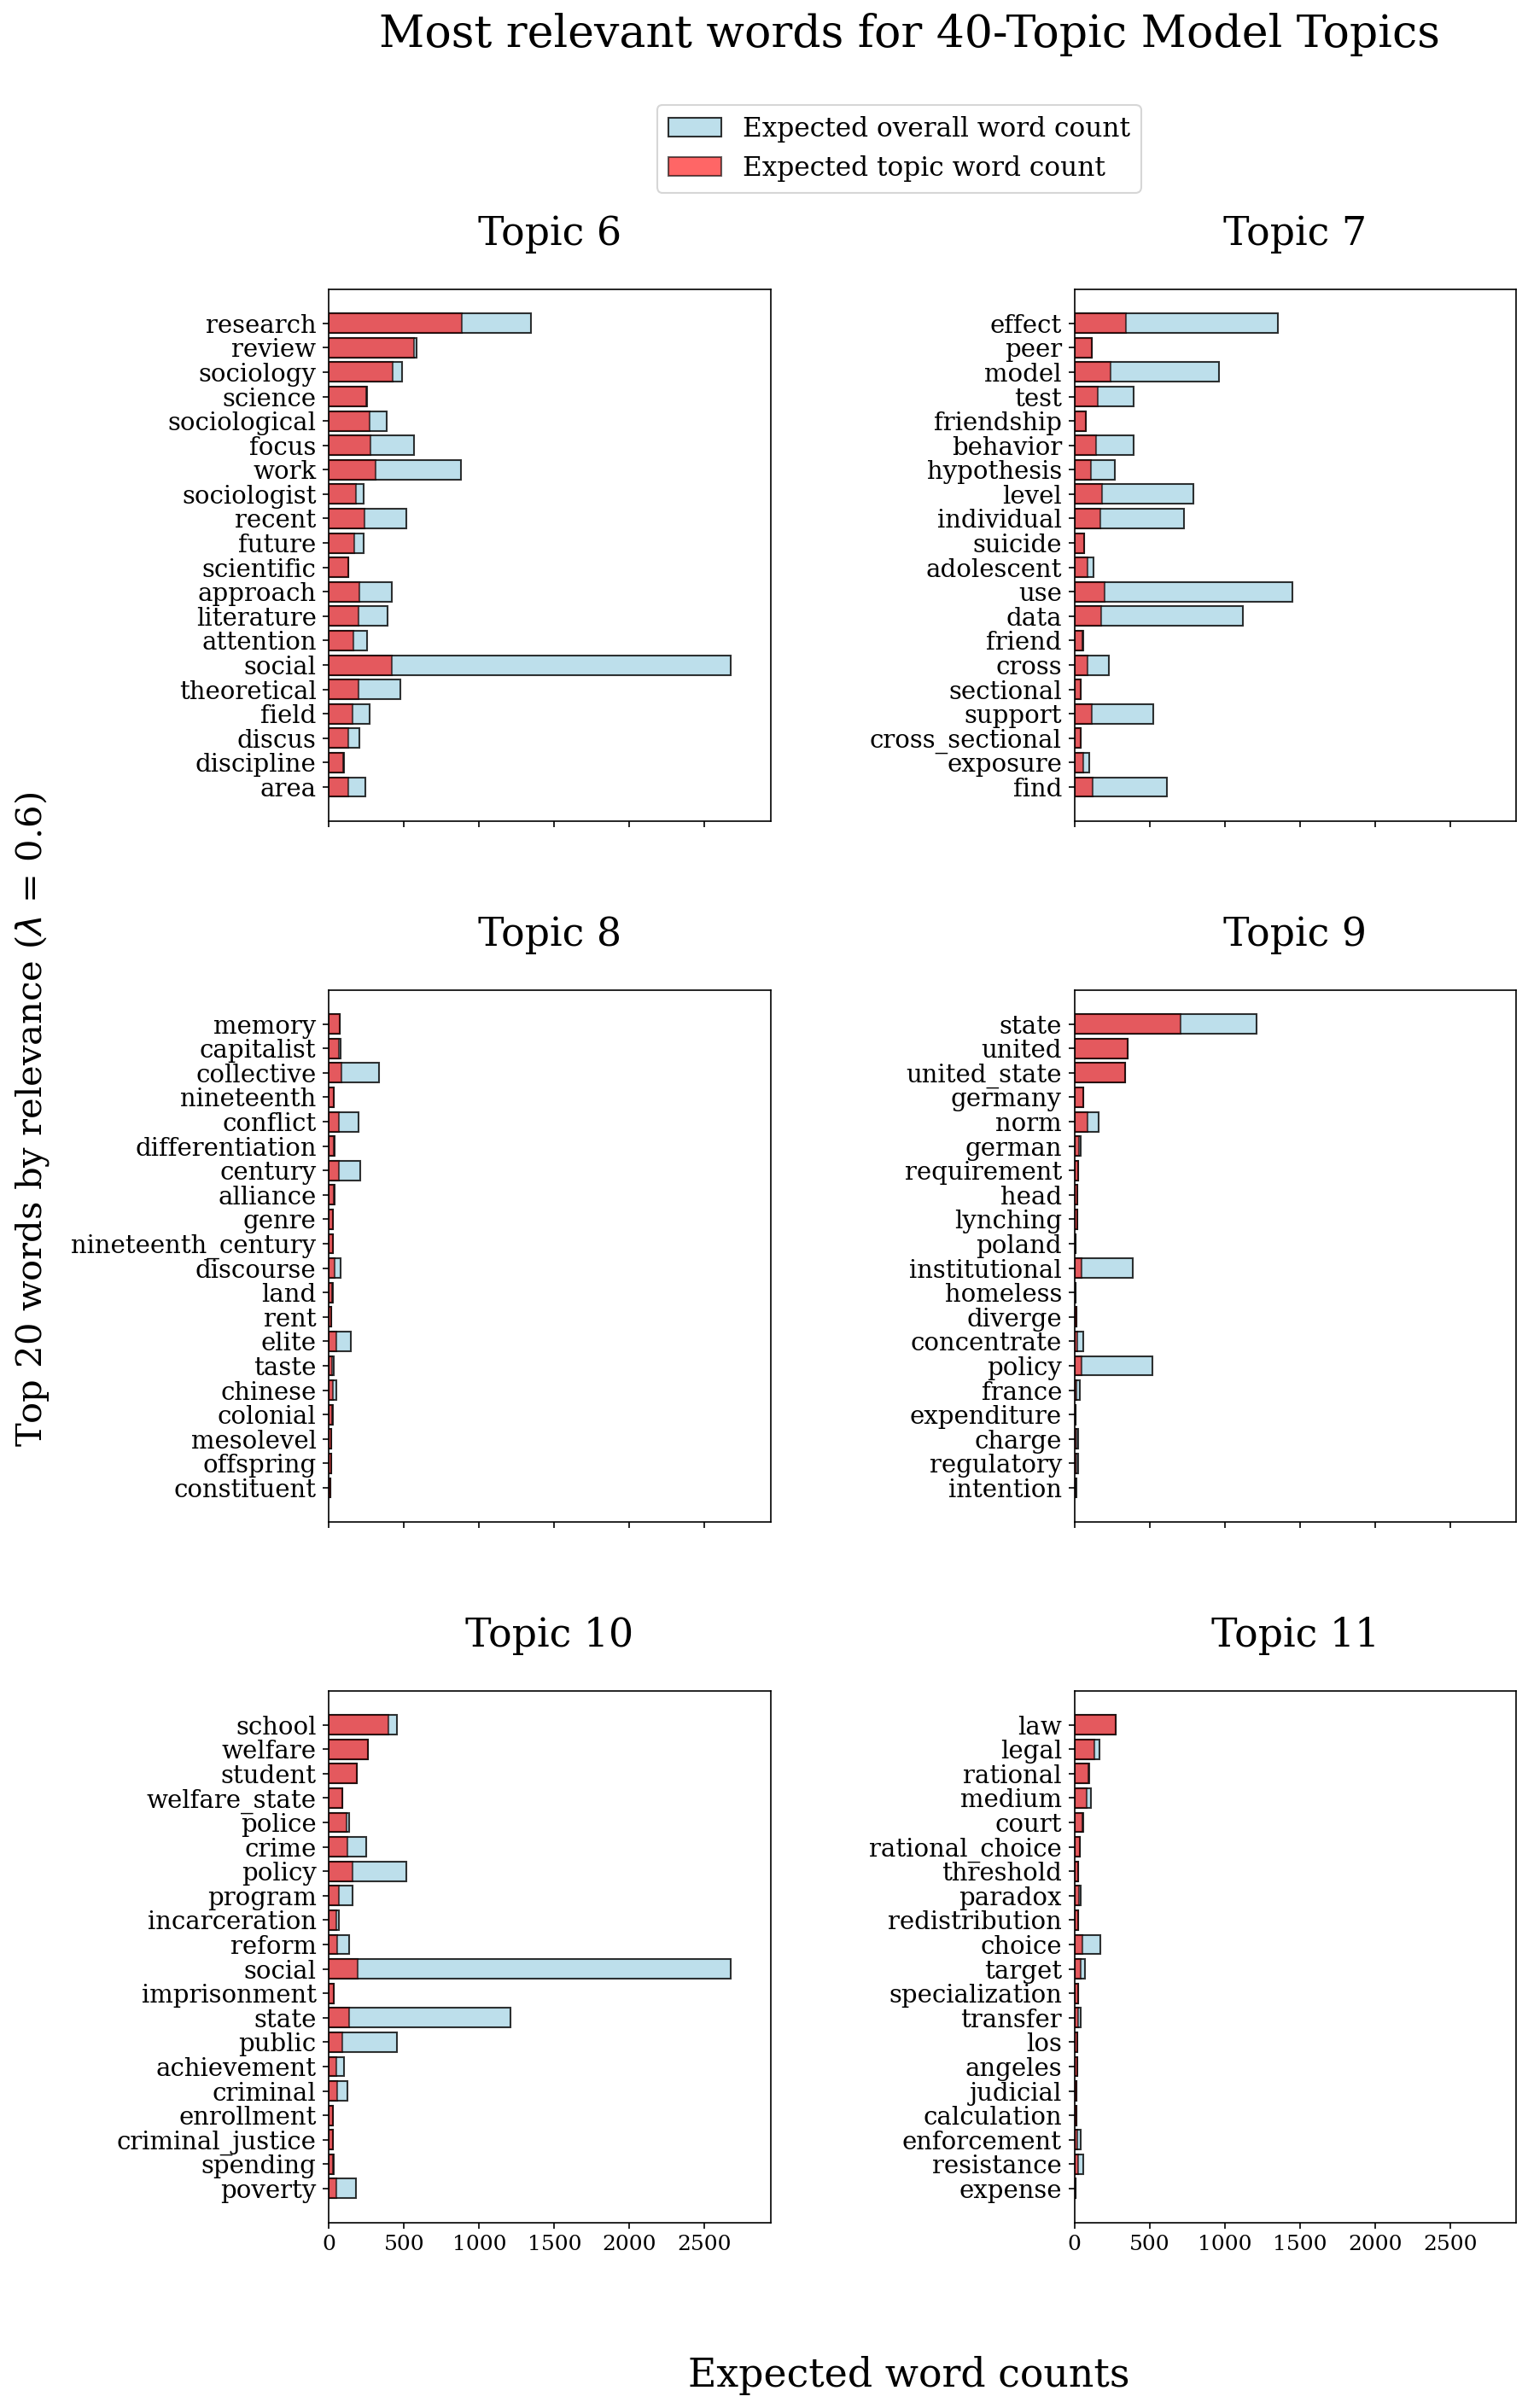 Most relevant words for 40-Topic Model Topics
Expected overall word count
Expected topic word count
Top 20 words by relevance (λ = 0.6)
Topic 6
research
review
sociology
science
sociological
focus
work
sociologist
recent
future
scientific
approach
literature
attention
social
theoretical
field
discus
discipline
area
Topic 7
effect
peer
model
test
friendship
behavior
hypothesis
level
individual
suicide
adolescent
use
data
friend
cross
sectional
support
cross_sectional
exposure
find
Topic 8
memory
capitalist
collective
nineteenth
conflict
differentiation
century
alliance
genre
nineteenth_century
discourse
land
rent
elite
taste
chinese
colonial
mesolevel
offspring
constituent
Topic 9
state
united
united_state
germany
norm
german
requirement
head
lynching
poland
institutional
homeless
diverge
concentrate
policy
france
expenditure
charge
regulatory
intention
Topic 10
school
welfare
student
welfare_state
police
crime
policy
program
incarceration
reform
social
imprisonment
state
public
achievement
criminal
enrollment
criminal_justice
spending
poverty
0 500 1000 1500 2000 2500
Topic 11
law
legal
rational
medium
court
rational_choice
threshold
paradox
redistribution
choice
target
specialization
transfer
los
angeles
judicial
calculation
enforcement
resistance
expense
0 500 1000 1500 2000 2500
Expected word counts